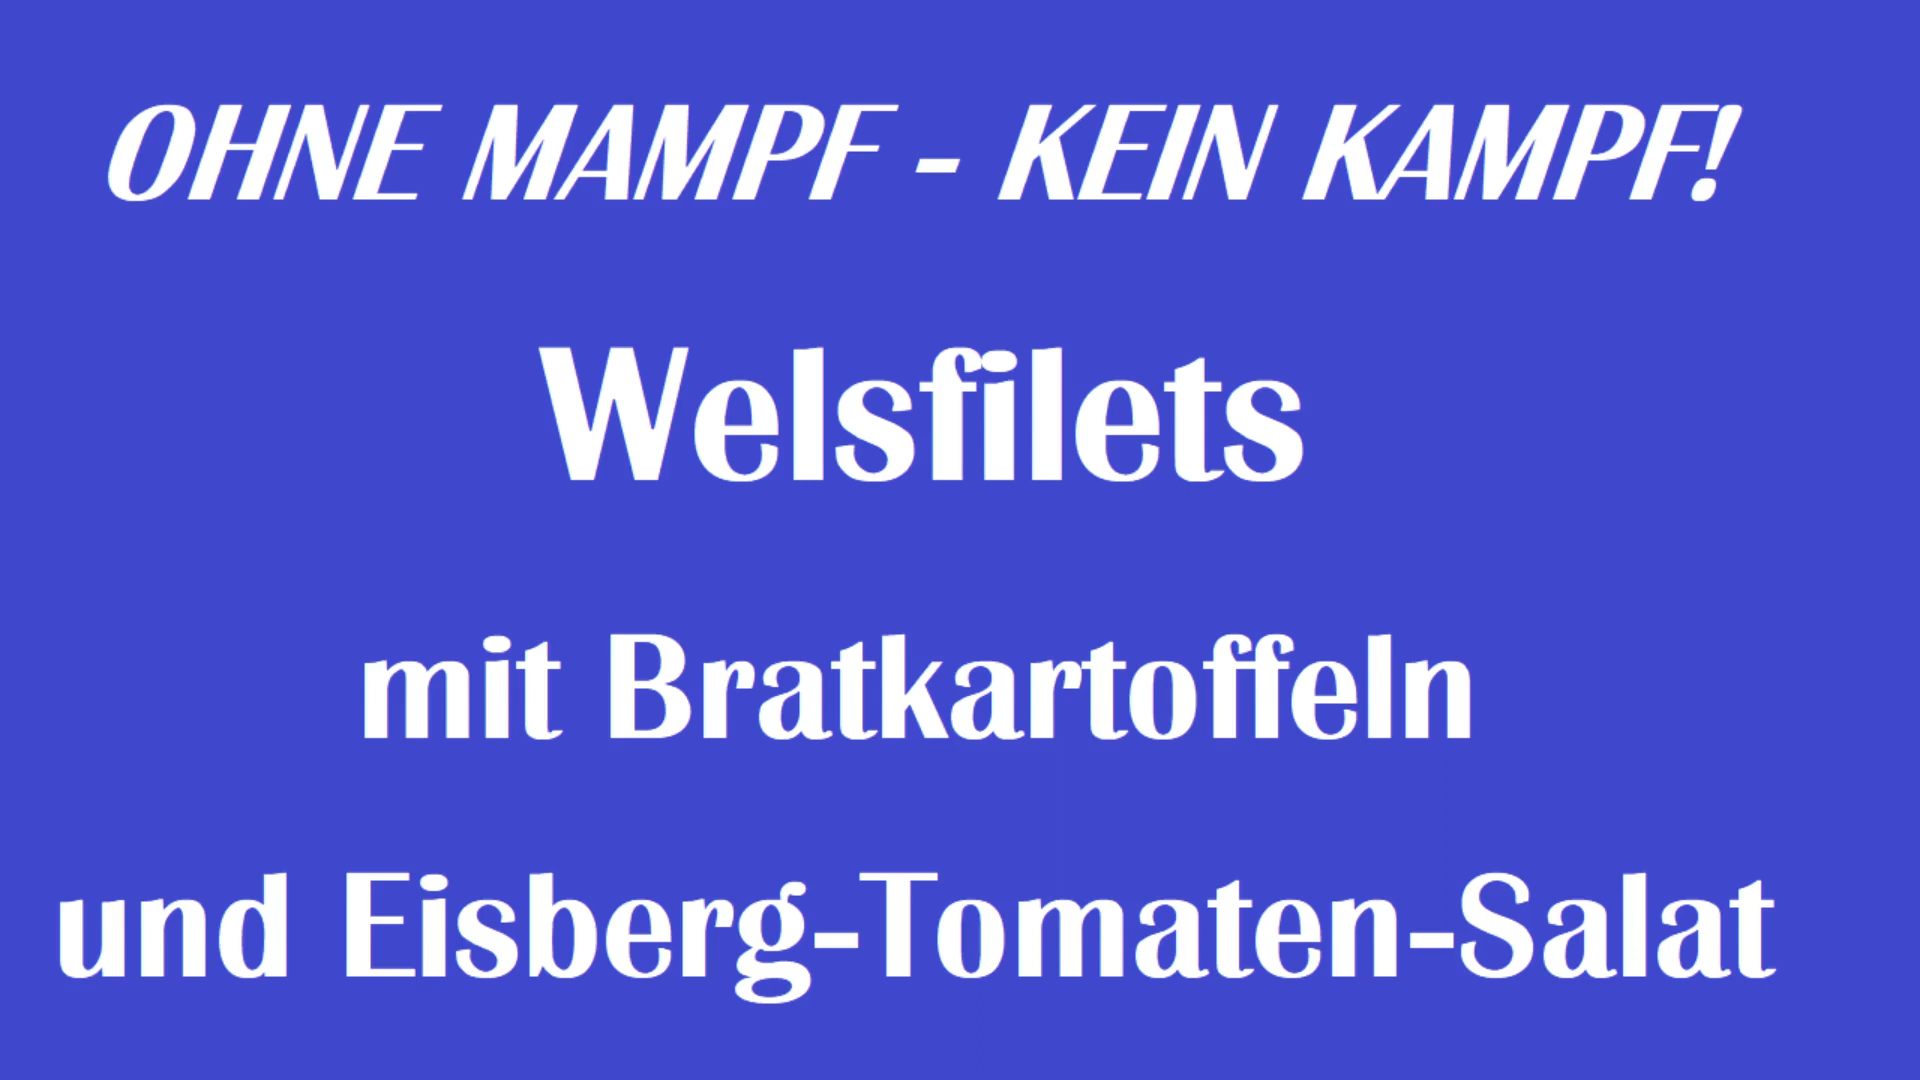 OHNE MAMPF - KEIN KAMPF!
Welsfilets
mit Bratkartoffeln
und Eisberg-Tomaten-Salat